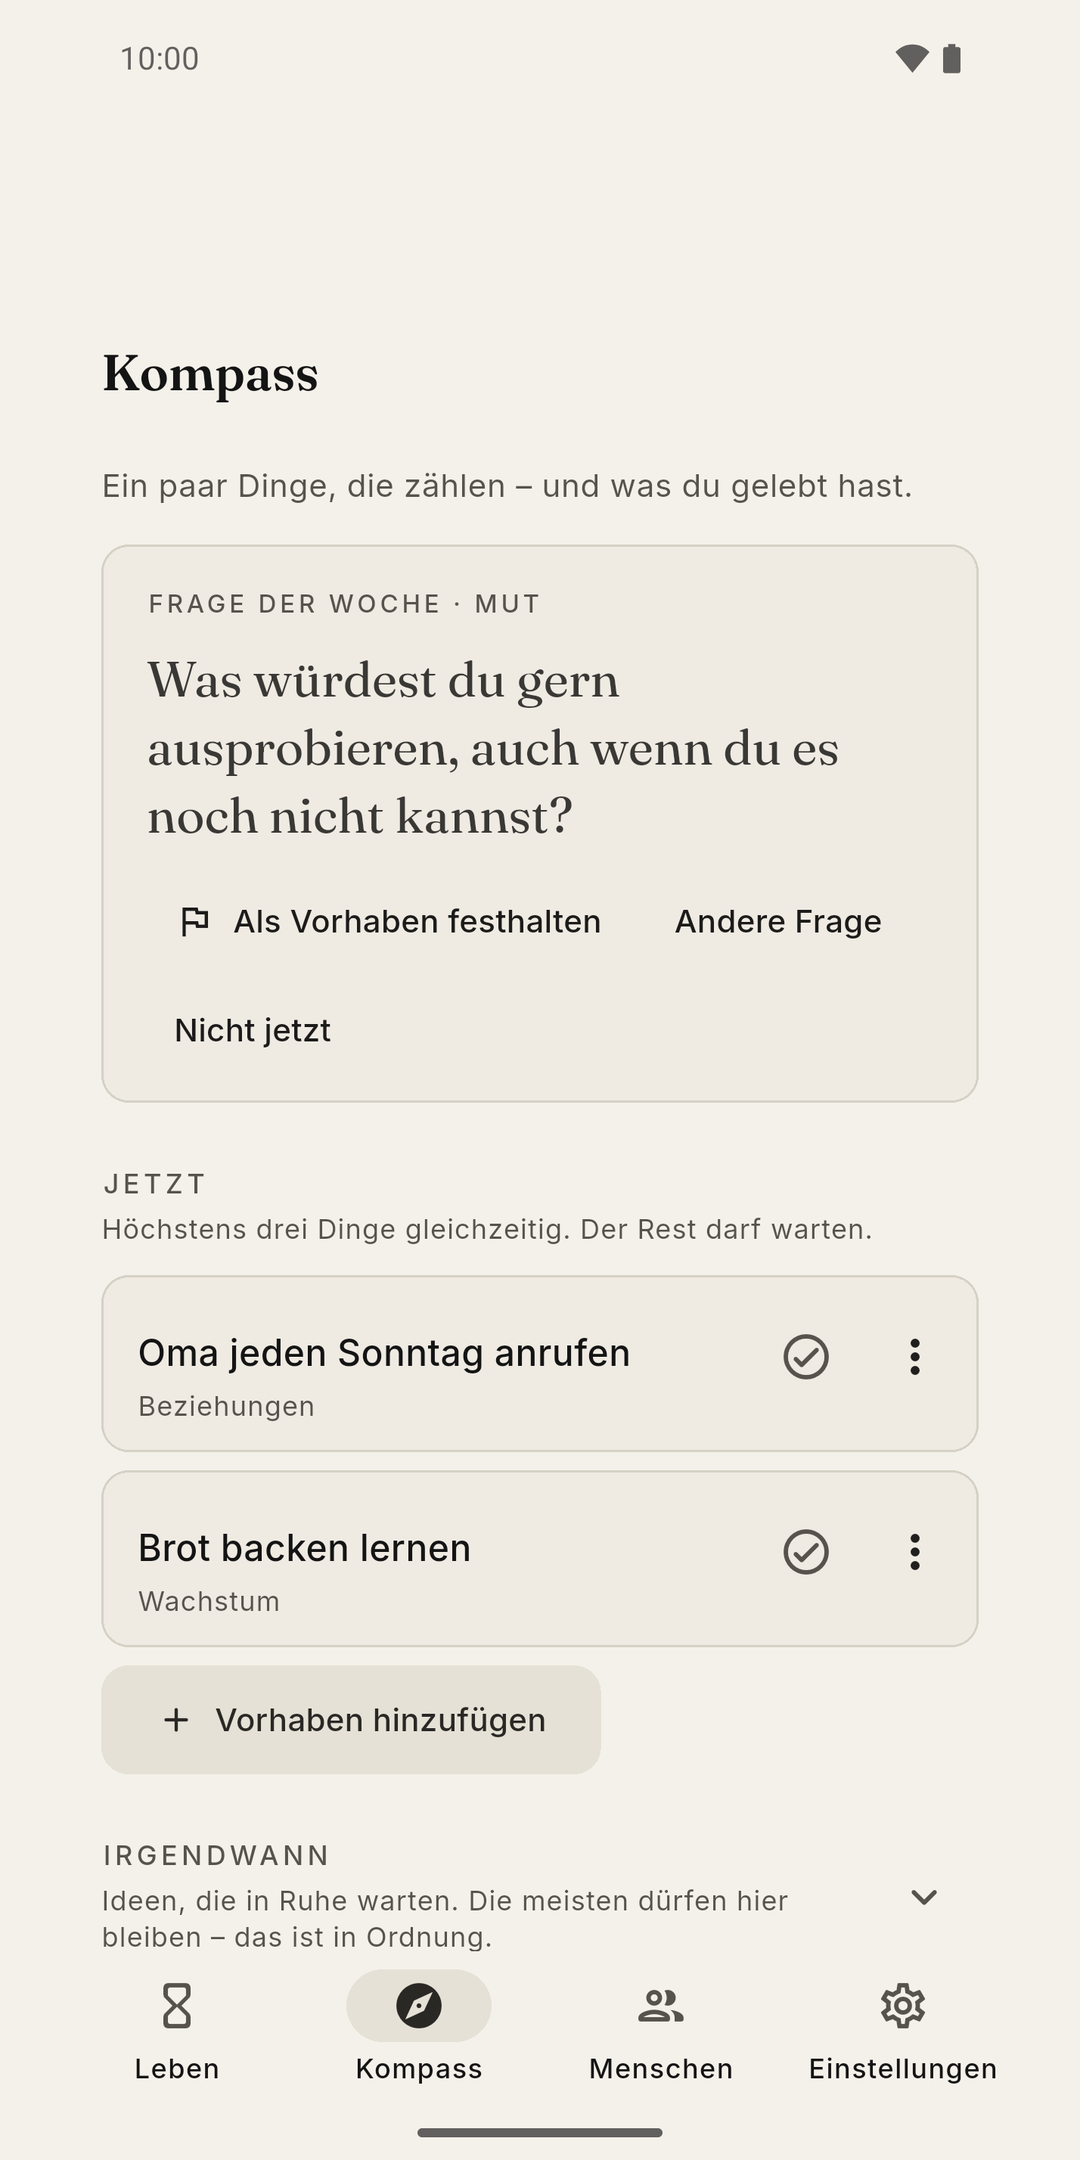 10:00
Kompass
Ein paar Dinge, die zählen – und was du gelebt hast.
FRAGE DER WOCHE · MUT
Was würdest du gern
ausprobieren, auch wenn du es
noch nicht kannst?
Als Vorhaben festhalten
Andere Frage
Nicht jetzt
JETZT
Höchstens drei Dinge gleichzeitig. Der Rest darf warten.
Oma jeden Sonntag anrufen
Beziehungen
Brot backen lernen
Wachstum
Vorhaben hinzufügen
IRGENDWANN
Ideen, die in Ruhe warten. Die meisten dürfen hier
bleiben – das ist in Ordnung.
Leben
Kompass
Menschen
Einstellungen